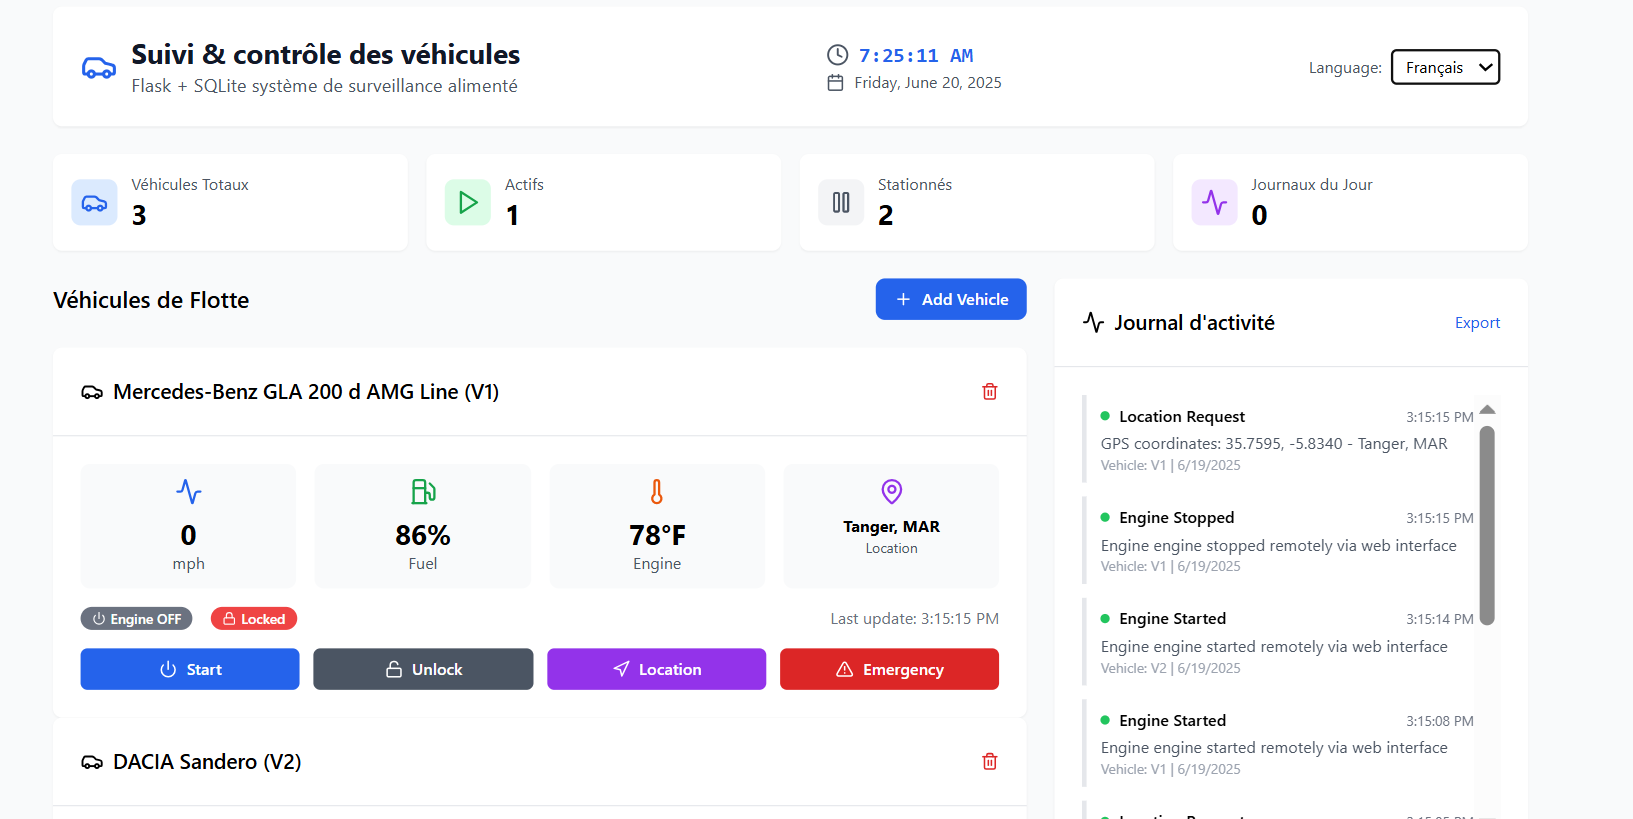 Suivi & contrôle des véhicules
Flask + SQLite système de surveillance alimenté
7:25:11 AM
Friday, June 20, 2025
Language:
Français
Véhicules Totaux
3
Actifs
1
Stationnés
2
Journaux du Jour
0
Véhicules de Flotte
+ Add Vehicle
Mercedes-Benz GLA 200 d AMG Line (V1)
0
mph
86%
Fuel
78°F
Engine
Tanger, MAR
Location
Engine OFF
Locked
Last update: 3:15:15 PM
Start
Unlock
Location
Emergency
DACIA Sandero (V2)
Journal d'activité
Export
Location Request
3:15:15 PM
GPS coordinates: 35.7595, -5.8340 - Tanger, MAR
Vehicle: V1 | 6/19/2025
Engine Stopped
3:15:15 PM
Engine engine stopped remotely via web interface
Vehicle: V1 | 6/19/2025
Engine Started
3:15:14 PM
Engine engine started remotely via web interface
Vehicle: V2 | 6/19/2025
Engine Started
3:15:08 PM
Engine engine started remotely via web interface
Vehicle: V1 | 6/19/2025